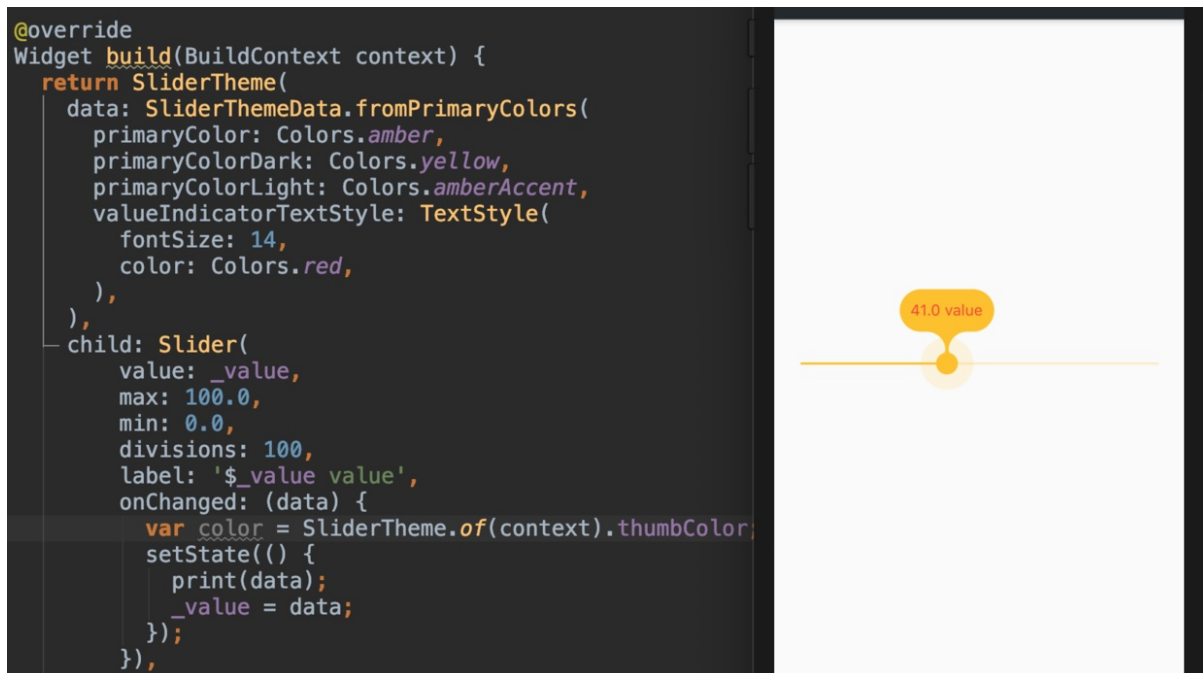 @override
Widget build(BuildContext context) {
  return SliderTheme(
    data: SliderThemeData.fromPrimaryColors(
      primaryColor: Colors.amber,
      primaryColorDark: Colors.yellow,
      primaryColorLight: Colors.amberAccent,
      valueIndicatorTextStyle: TextStyle(
        fontSize: 14,
        color: Colors.red,
      ),
    ),
    child: Slider(
        value: _value,
        max: 100.0,
        min: 0.0,
        divisions: 100,
        label: '$_value value',
        onChanged: (data) {
          var color = SliderTheme.of(context).thumbColor;
          setState(() {
            print(data);
            _value = data;
          });
        }),
41.0 value